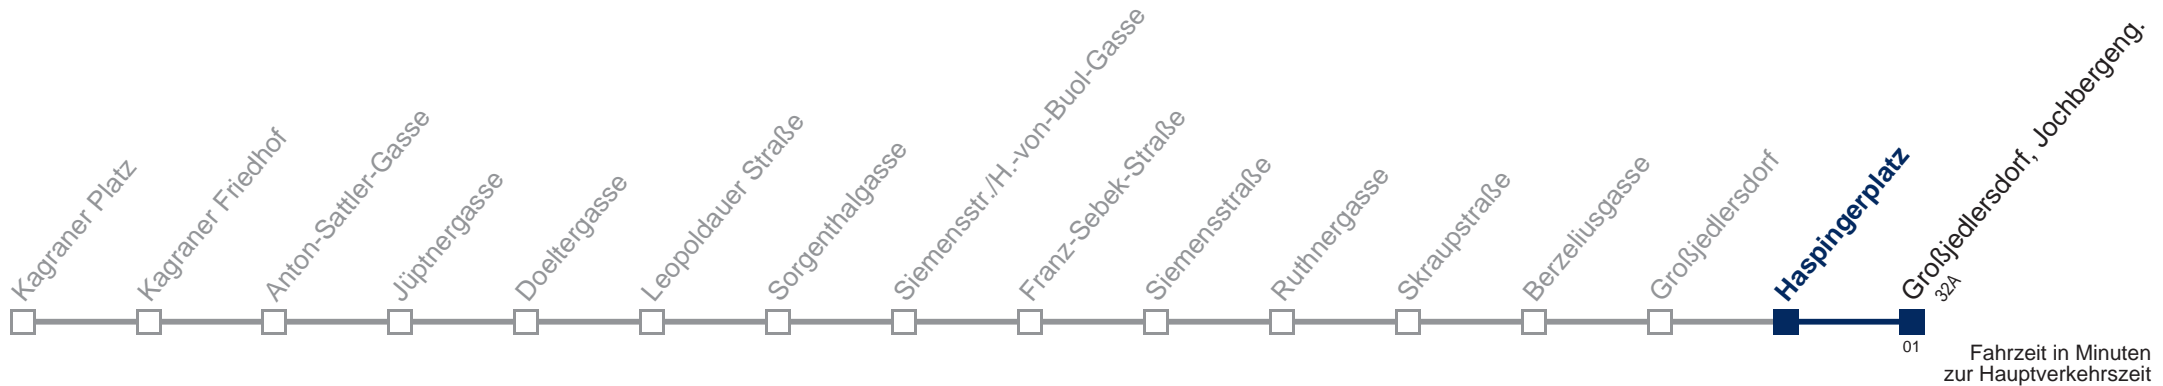 Kagraner Platz
Kagraner Friedhof
Anton-Sattler-Gasse
Jüptnergasse
Doeltergasse
Leopoldauer Straße
Sorgenthalgasse
Siemensstr./H.-von-Buol-Gasse
Franz-Sebek-Straße
Siemensstraße
Ruthnergasse
Skraupstraße
Berzeliusgasse
Großjedlersdorf
Haspingerplatz
Großjedlersdorf, Jochbergeng.
32A
01
Fahrzeit in Minuten
zur Hauptverkehrszeit